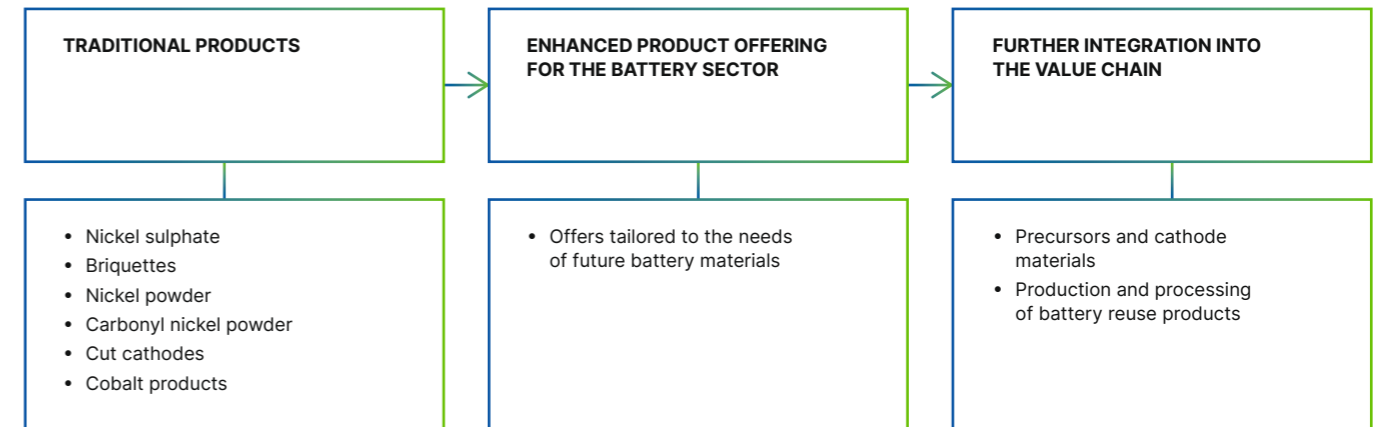 TRADITIONAL PRODUCTS
ENHANCED PRODUCT OFFERING
FOR THE BATTERY SECTOR
FURTHER INTEGRATION INTO
THE VALUE CHAIN
• Nickel sulphate
• Briquettes
• Nickel powder
• Carbonyl nickel powder
• Cut cathodes
• Cobalt products
• Offers tailored to the needs
of future battery materials
• Precursors and cathode
materials
• Production and processing
of battery reuse products